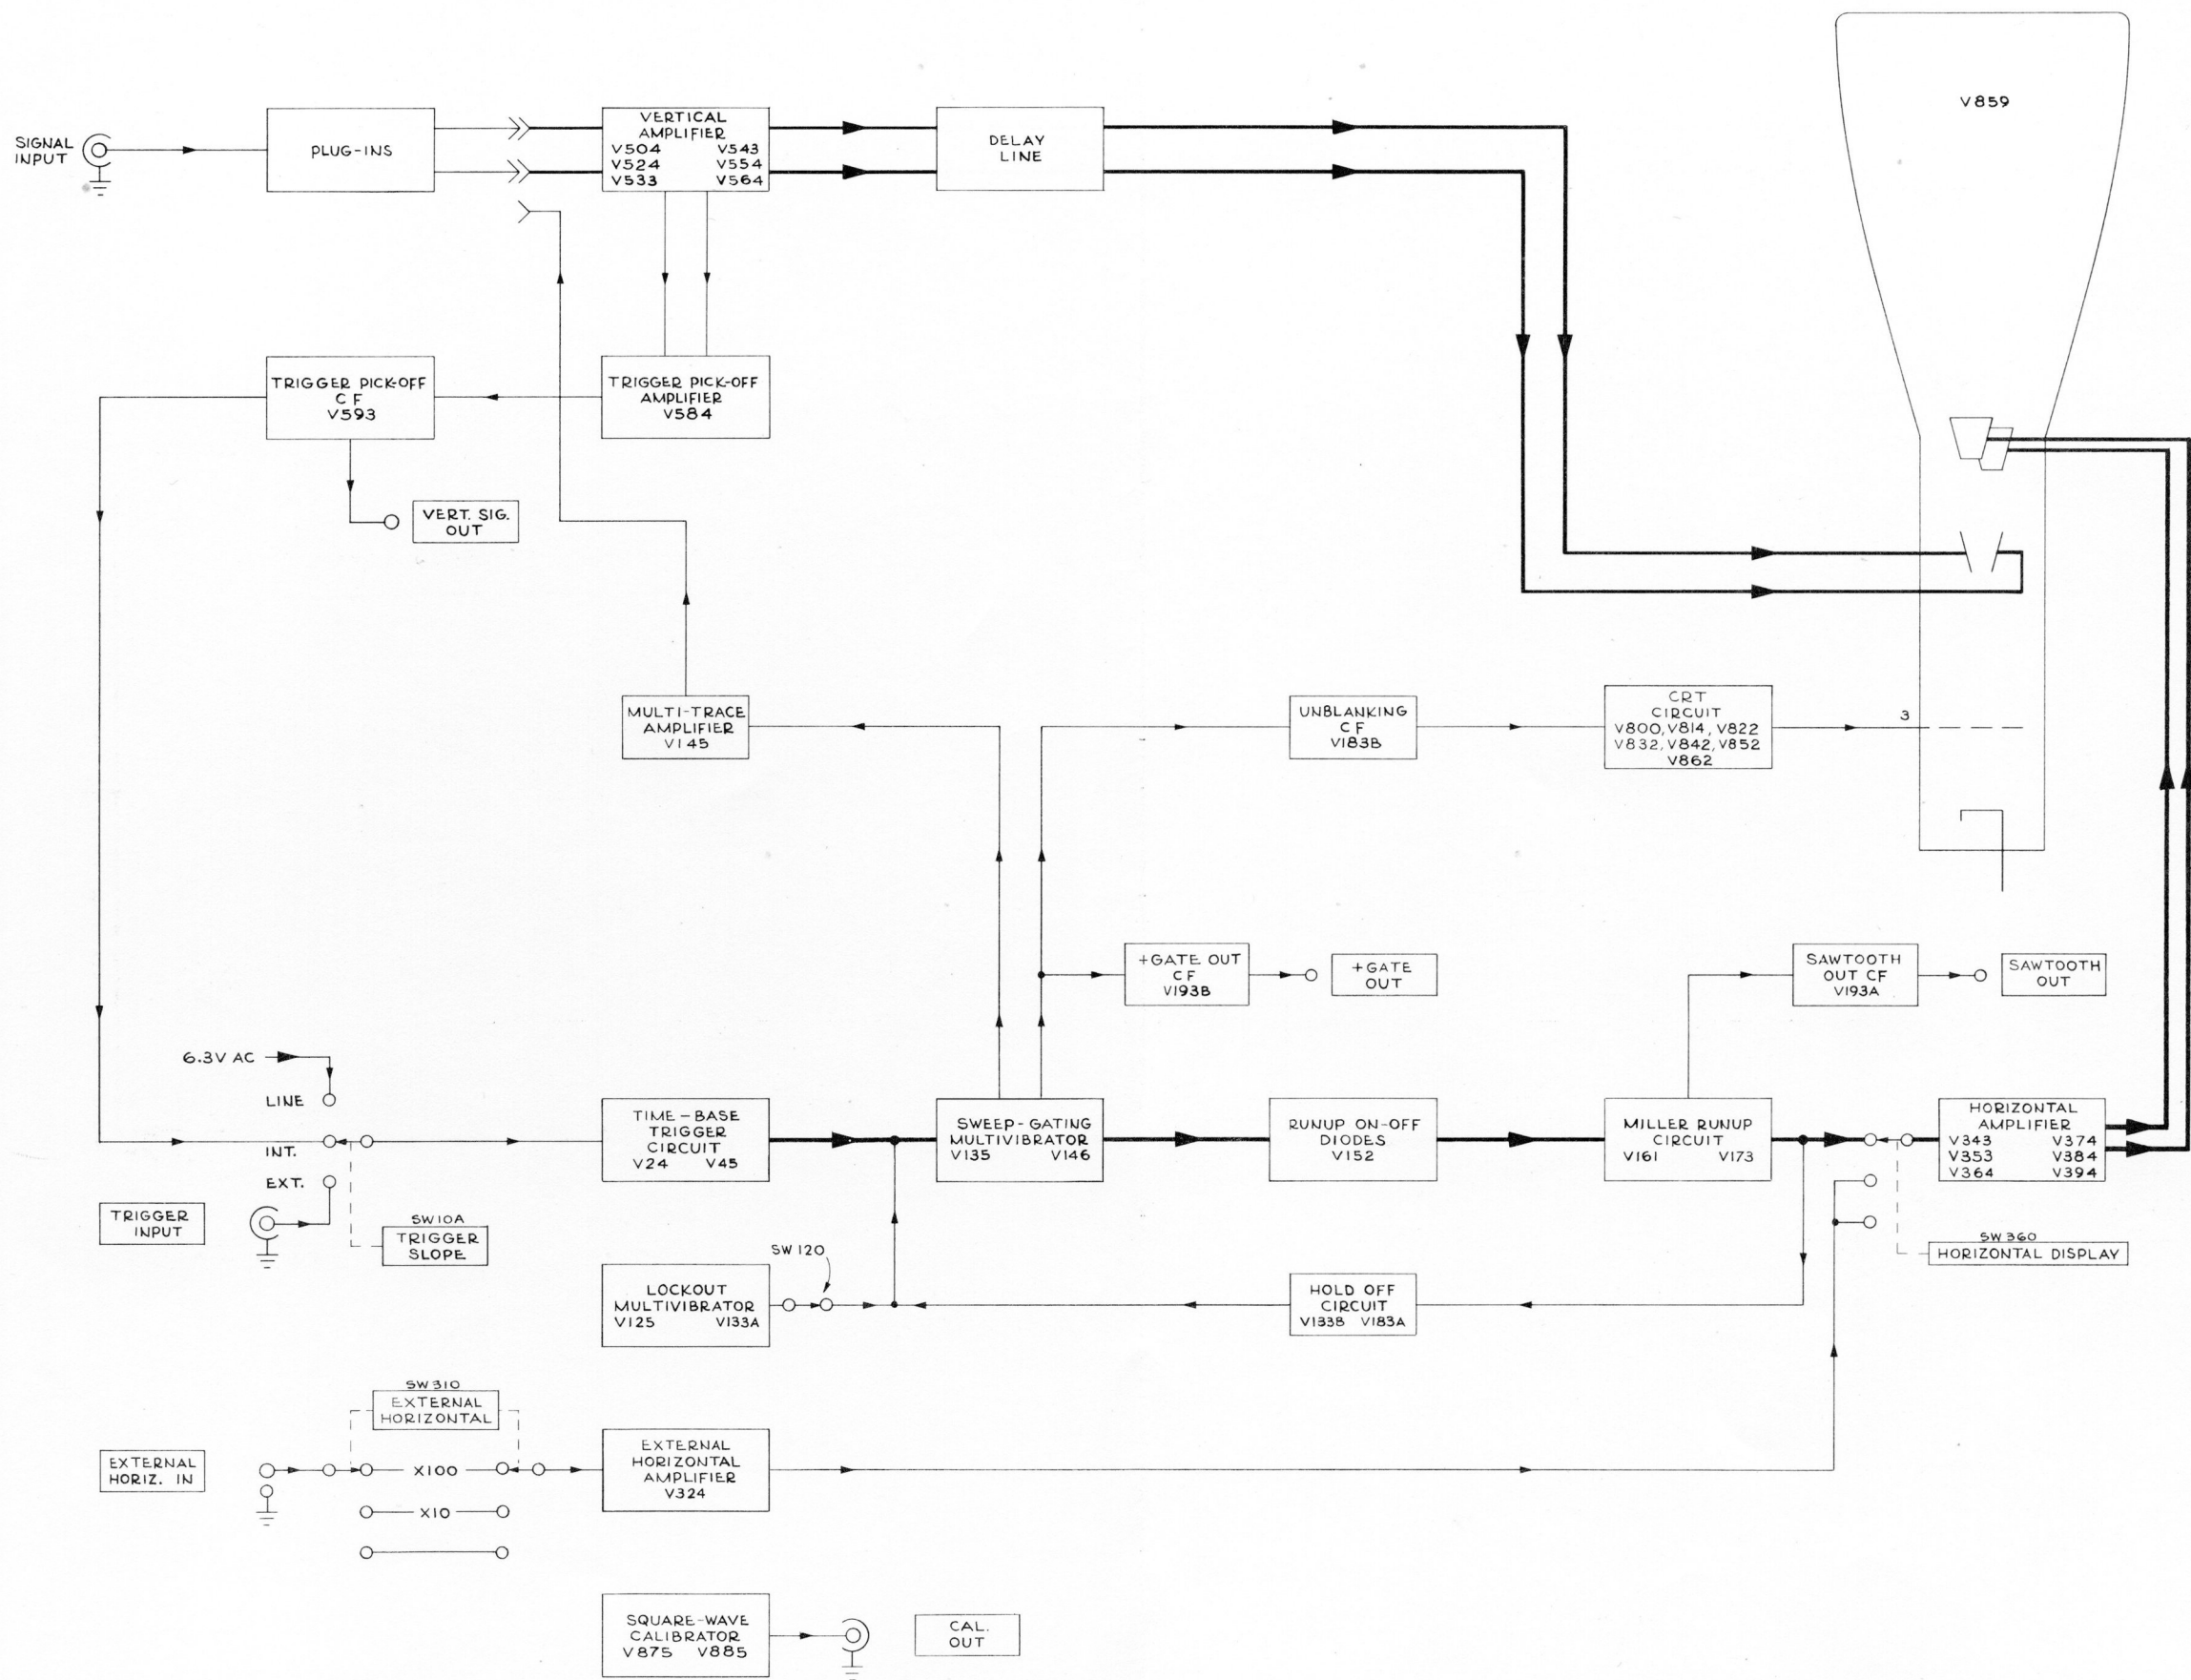 V859
SIGNAL
INPUT
PLUG-INS
VERTICAL
AMPLIFIER
V504 V543
V524 V554
V533 V564
DELAY
LINE
TRIGGER PICK-OFF
CF
V593
TRIGGER PICK-OFF
AMPLIFIER
V584
VERT. SIG.
OUT
MULTI-TRACE
AMPLIFIER
V145
UNBLANKING
CF
V183B
CRT
CIRCUIT
V800, V814, V822
V832, V842, V852
V862
3
+GATE OUT
CF
V193B
+GATE
OUT
SAWTOOTH
OUT CF
V193A
SAWTOOTH
OUT
6.3V AC
LINE
INT.
EXT.
TRIGGER
INPUT
SW10A
TRIGGER
SLOPE
TIME-BASE
TRIGGER
CIRCUIT
V24 V45
SWEEP-GATING
MULTIVIBRATOR
V135 V146
RUNUP ON-OFF
DIODES
V152
MILLER RUNUP
CIRCUIT
V161 V173
HORIZONTAL
AMPLIFIER
V343 V374
V353 V384
V364 V394
SW360
HORIZONTAL DISPLAY
SW120
LOCKOUT
MULTIVIBRATOR
V125 V133A
HOLD OFF
CIRCUIT
V133B V183A
SW310
EXTERNAL
HORIZONTAL
EXTERNAL
HORIZ. IN
X100
X10
EXTERNAL
HORIZONTAL
AMPLIFIER
V324
SQUARE-WAVE
CALIBRATOR
V875 V885
CAL.
OUT